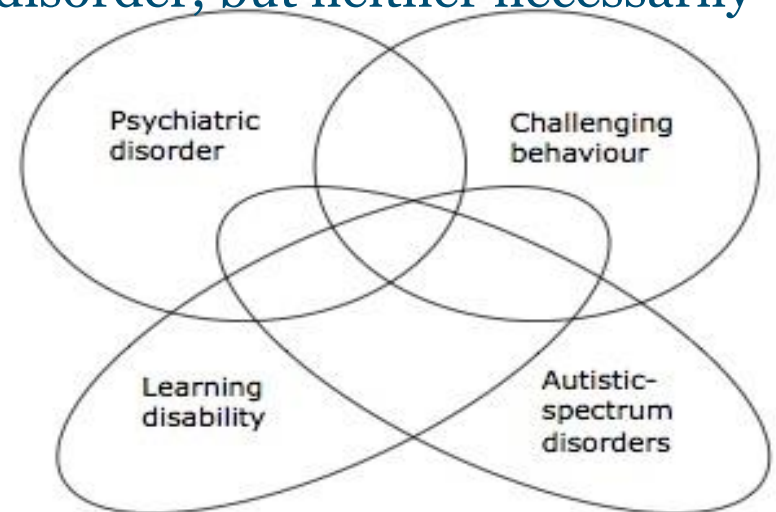 disorder, but neither necessarily
Psychiatric
disorder
Challenging
behaviour
Learning
disability
Autistic-
spectrum
disorders